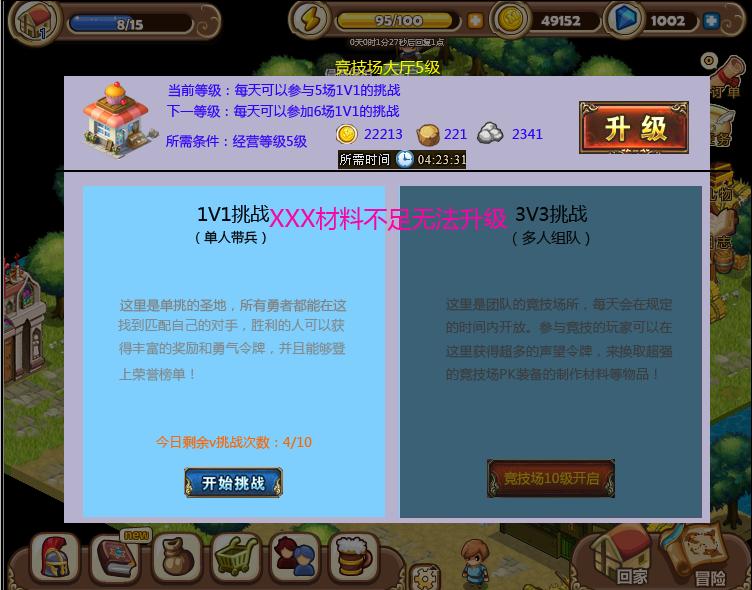 1
8/15
95/100
49152
1002
0天0时1分27秒后回复1点
竞技场大厅5级
当前等级：每天可以参与5场1V1的挑战
下一等级：每天可以参加6场1V1的挑战
所需条件：经营等级5级
22213
221
2341
所需时间
04:23:31
升级
订单
XXX材料不足无法升级
1V1挑战
（单人带兵）
这里是单挑的圣地，所有勇者都能在这
找到匹配自己的对手，胜利的人可以获
得丰富的奖励和勇气令牌，并且能够登
上荣誉榜单！
今日剩余v挑战次数：4/10
开始挑战
3V3挑战
（多人组队）
这里是团队的竞技场所，每天会在规定
的时间内开放。参与竞技的玩家可以在
这里获得超多的声望令牌，来换取超强
的竞技场PK装备的制作材料等物品！
竞技场10级开启
new
回家
冒险